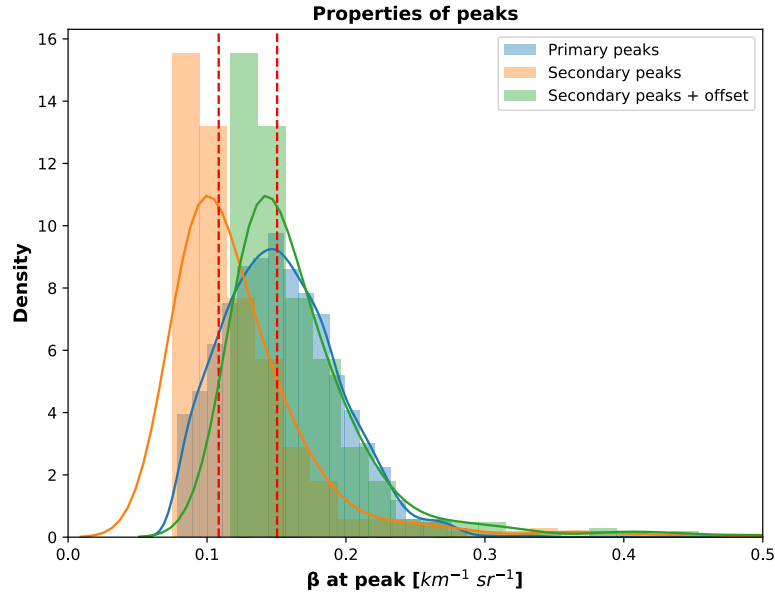 Properties of peaks
Primary peaks
Secondary peaks
Secondary peaks + offset
16
14
12
10
8
6
4
2
0
Density
0.0 0.1 0.2 0.3 0.4 0.5
β at peak [km⁻¹ sr⁻¹]